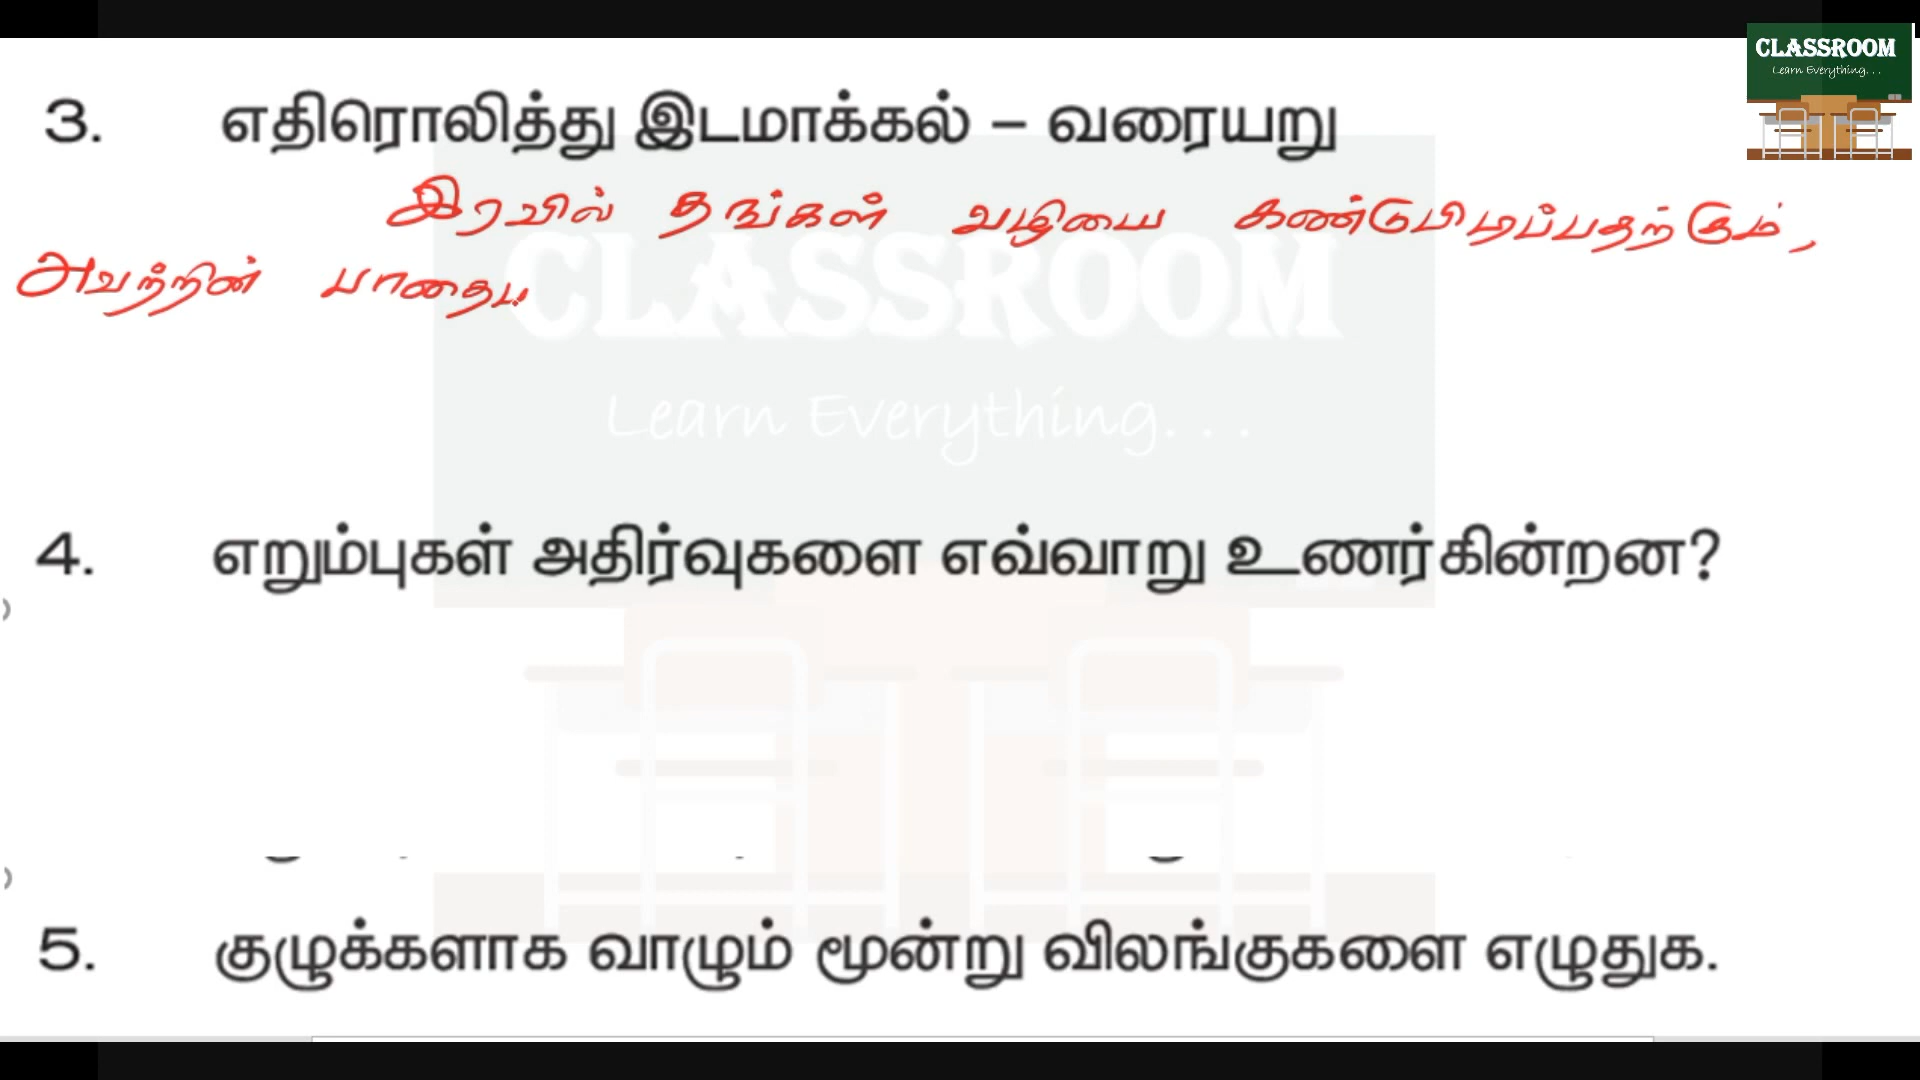 CLASSROOM
Learn Everything. . .
3. எதிரொலித்து இடமாக்கல் – வரையறு
இரவில் தங்கள் வழியை கண்டுபிடிப்பதற்கும்,
அவற்றின் பாதைப
CLASSROOM
Learn Everything. . .
4. எறும்புகள் அதிர்வுகளை எவ்வாறு உணர்கின்றன?
5. குழுக்களாக வாழும் மூன்று விலங்குகளை எழுதுக.